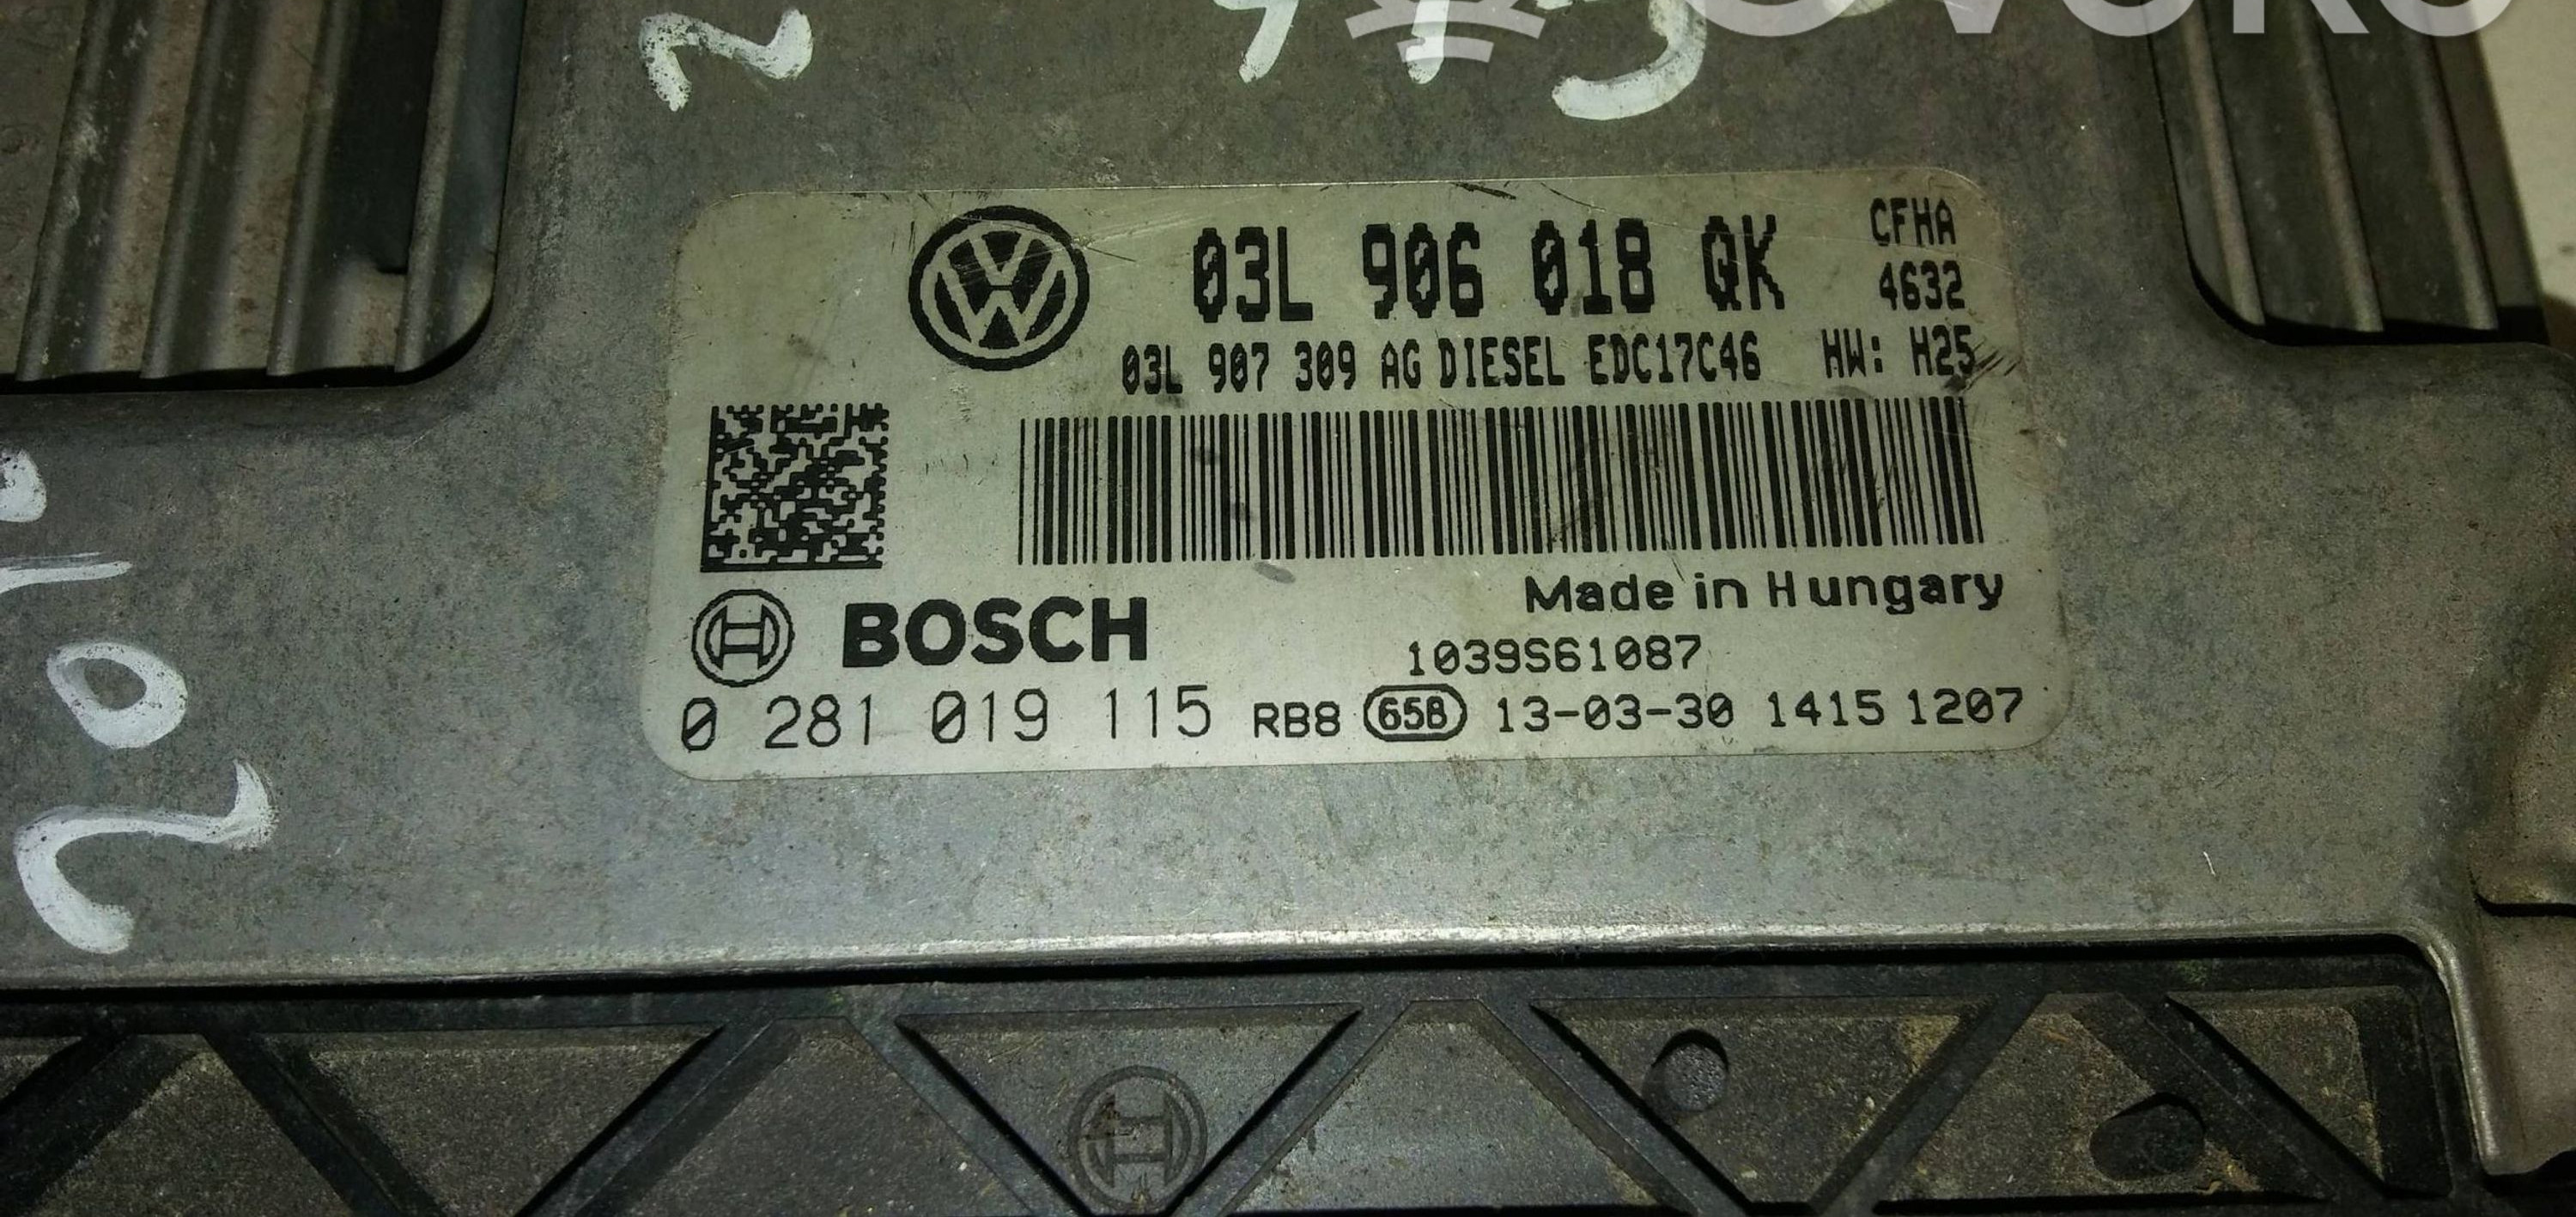 03L 906 018 QK
CFHA
4632
03L 907 309 AG DIESEL EDC17C46 HW: H25
Made in Hungary
BOSCH
1039S61087
0 281 019 115 RB8 658 13-03-30 1415 1207